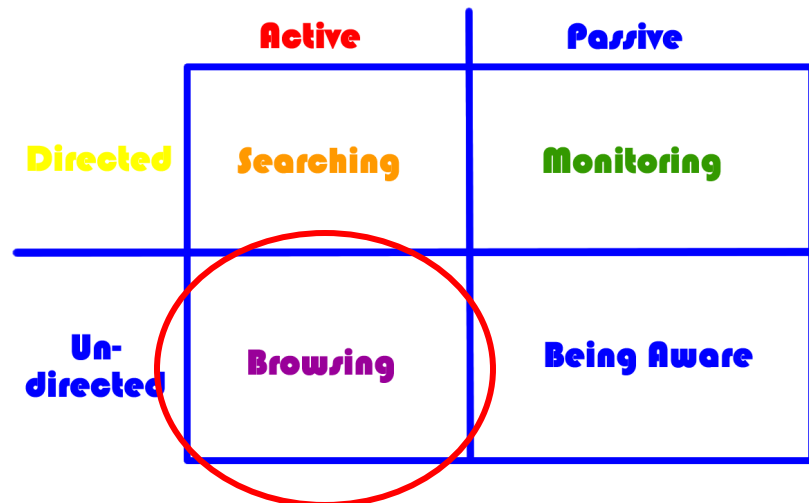 Active Passive
Directed Searching Monitoring
Un-
directed Browsing Being Aware